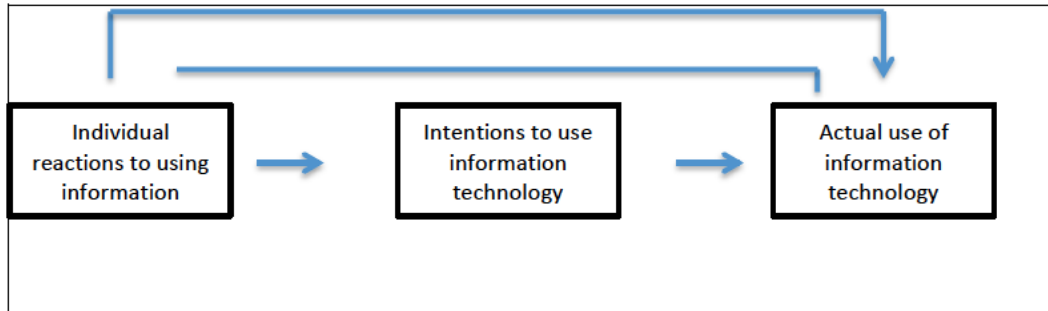 Individual
reactions to using
information
Intentions to use
information
technology
Actual use of
information
technology